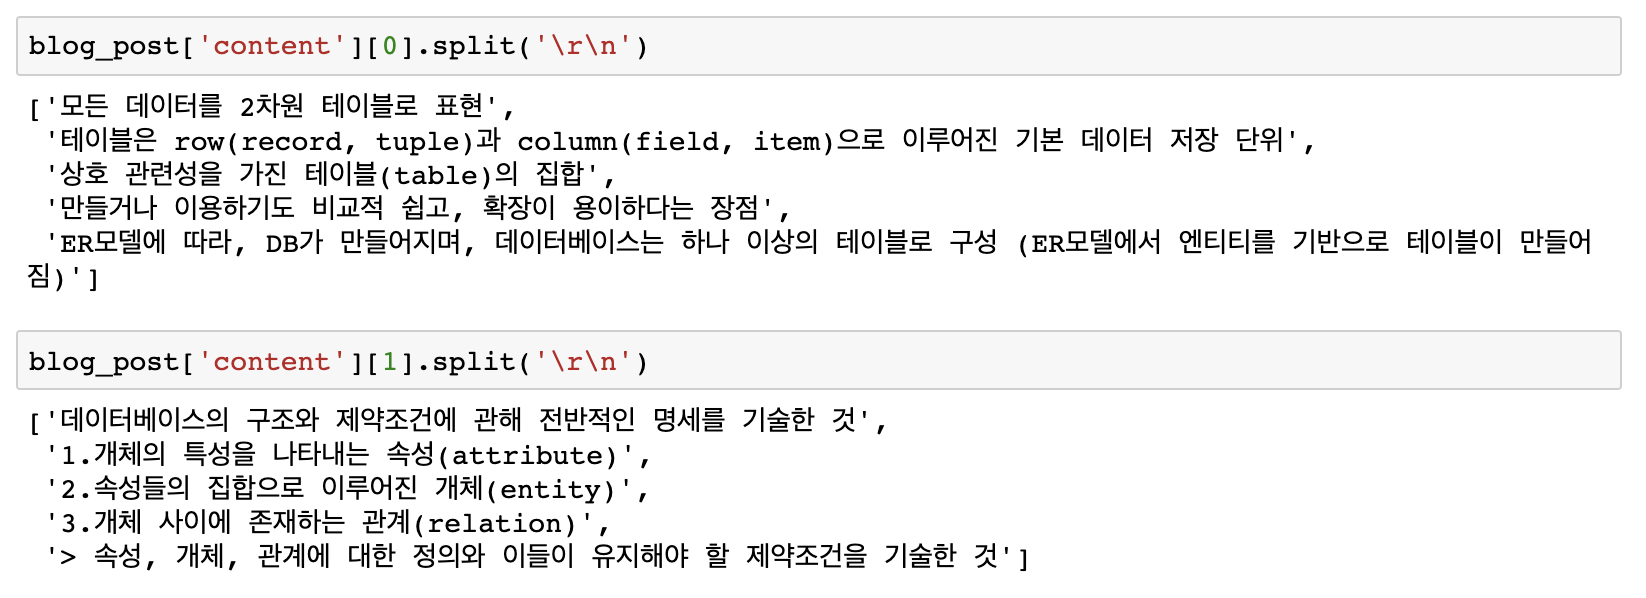 blog_post['content'][0].split('\r\n')
['모든 데이터를 2차원 테이블로 표현',
'테이블은 row(record, tuple)과 column(field, item)으로 이루어진 기본 데이터 저장 단위',
'상호 관련성을 가진 테이블(table)의 집합',
'만들거나 이용하기도 비교적 쉽고, 확장이 용이하다는 장점',
'ER모델에 따라, DB가 만들어지며, 데이터베이스는 하나 이상의 테이블로 구성 (ER모델에서 엔티티를 기반으로 테이블이 만들어
짐)']
blog_post['content'][1].split('\r\n')
['데이터베이스의 구조와 제약조건에 관해 전반적인 명세를 기술한 것',
'1.개체의 특성을 나타내는 속성(attribute)',
'2.속성들의 집합으로 이루어진 개체(entity)',
'3.개체 사이에 존재하는 관계(relation)',
'> 속성, 개체, 관계에 대한 정의와 이들이 유지해야 할 제약조건을 기술한 것']